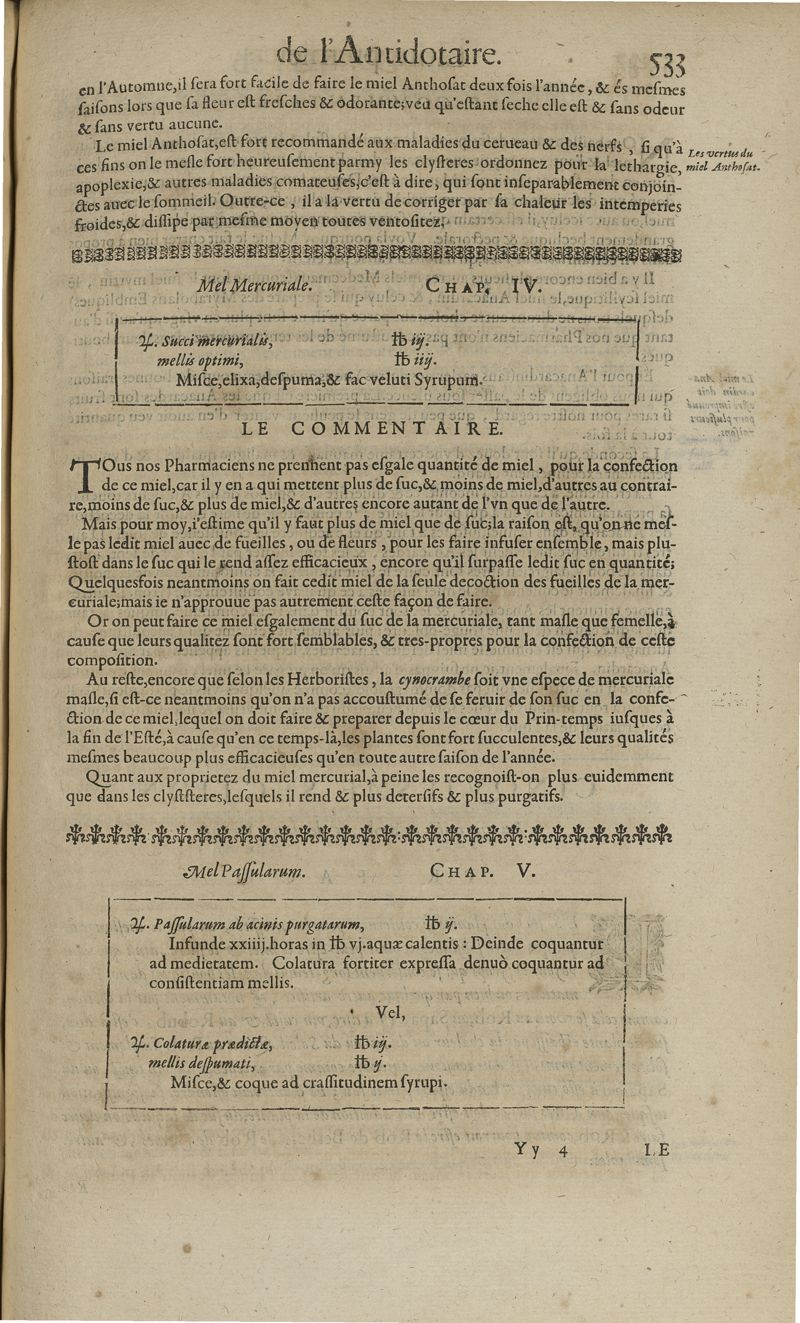 de l'Antidotaire. 533
en l'Automne,il sera fort facile de faire le miel Anthosat deux fois l'année, & és mesmes
saisons lors que sa fleur est fresches & odorante;veu qu'estant seche elle est & sans odeur
& sans vertu aucune.
Le miel Anthosat,est fort recommandé aux maladies du cerueau & des nerfs , si qu'à
ces fins on le mesle fort heureusement parmy les clysteres ordonnez pour la lethargie,
apoplexie,& autres maladies comateuses,c'est à dire, qui sont inseparablement conjoin-
ctes auec le sommeil. Outre-ce , il a la vertu de corriger par sa chaleur les intemperies
froides,& dissipe par mesme moyen toutes ventositez.
Les vertus du
miel Anthosat.
Mel Mercuriale. CHAP. IV.
♃. Succi mercurialis, ℔ iij.
mellis optimi, ℔ iiij.
Misce,elixa,despuma,& fac veluti Syrupum.
LE COMMENTAIRE.
TOus nos Pharmaciens ne prennent pas esgale quantité de miel , pour la confection
de ce miel,car il y en a qui mettent plus de suc,& moins de miel,d'autres au contrai-
re,moins de suc,& plus de miel,& d'autres encore autant de l'vn que de l'autre.
Mais pour moy,i'estime qu'il y faut plus de miel que de suc;la raison est, qu'on ne mes-
le pas ledit miel auec de fueilles , ou de fleurs , pour les faire infuser ensemble, mais plu-
stost dans le suc qui le rend assez efficacieux , encore qu'il surpasse ledit suc en quantité;
Quelquesfois neantmoins on fait cedit miel de la seule decoction des fueilles de la mer-
curiale;mais ie n'approuue pas autrement ceste façon de faire.
Or on peut faire ce miel esgalement du suc de la mercuriale, tant masle que femelle,à
cause que leurs qualitez sont fort semblables, & tres-propres pour la confection de ceste
composition.
Au reste,encore que selon les Herboristes , la cynocrambe soit vne espece de mercuriale
masle,si est-ce neantmoins qu'on n'a pas accoustumé de se seruir de son suc en la confe-
ction de ce miel,lequel on doit faire & preparer depuis le cœur du Prin-temps iusques à
la fin de l'Esté,à cause qu'en ce temps-là,les plantes sont fort succulentes,& leurs qualités
mesmes beaucoup plus efficacieuses qu'en toute autre saison de l'année.
Quant aux proprietez du miel mercurial,à peine les recognoist-on plus euidemment
que dans les clyststeres,lesquels il rend & plus detersifs & plus purgatifs.
Mel Passularum. CHAP. V.
♃. Passularum ab acinis purgatarum, ℔ ij.
Infunde xxiiij.horas in ℔ vj.aquæ calentis : Deinde coquantur
ad medietatem. Colatura fortiter expressa denuò coquantur ad
consistentiam mellis.
Vel,
♃. Colaturæ prædictæ, ℔ iij.
mellis despumati, ℔ ij.
Misce,& coque ad crassitudinem syrupi.
Yy 4 LE